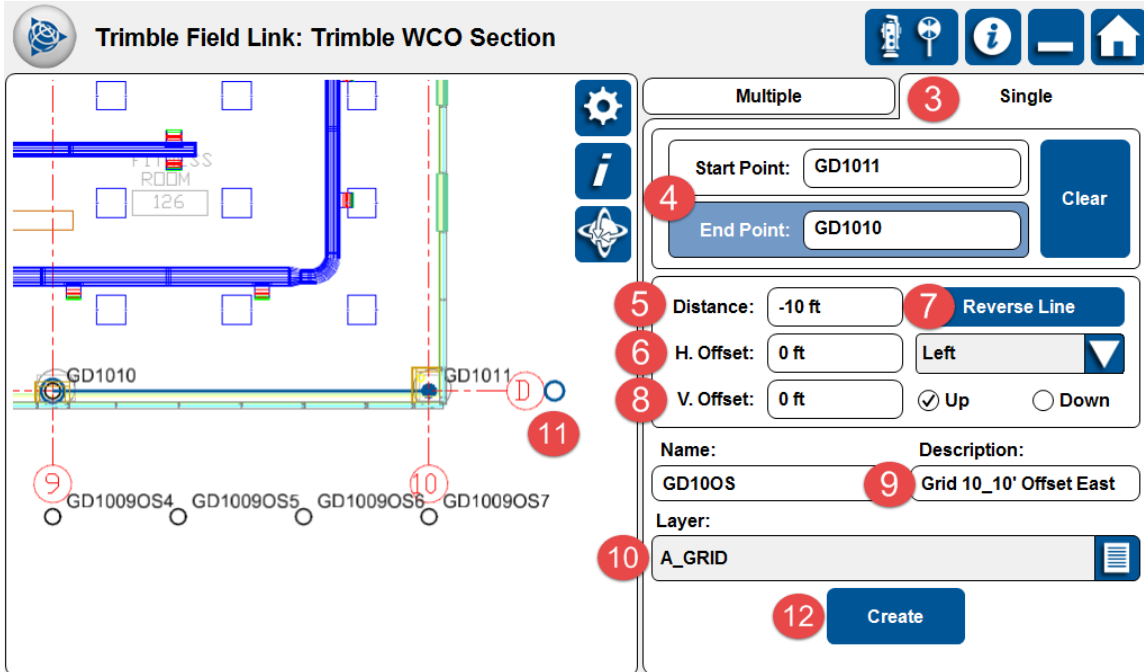 Trimble Field Link: Trimble WCO Section
FITNESS
ROOM
126
GD1010
GD1011
D
11
9
10
GD1009OS4
GD1009OS5
GD1009OS6
GD1009OS7
Multiple
3
Single
4
Start Point:
GD1011
End Point:
GD1010
Clear
5
Distance:
-10 ft
7
Reverse Line
6
H. Offset:
0 ft
Left
8
V. Offset:
0 ft
Up
Down
Name:
Description:
GD10OS
9
Grid 10_10' Offset East
Layer:
10
A_GRID
12
Create